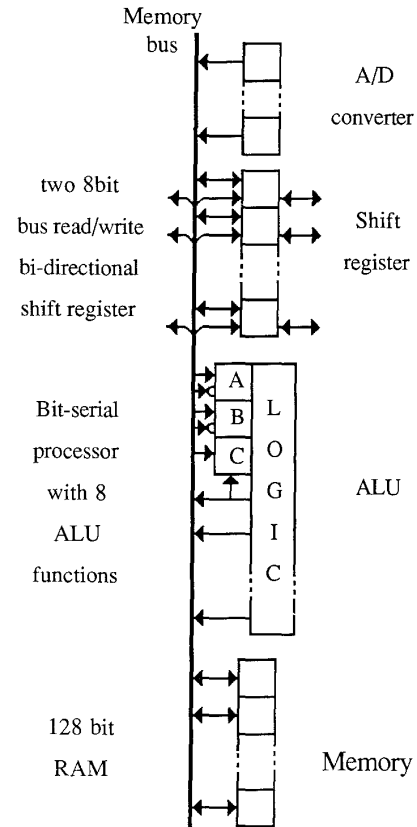 Memory
bus
A/D
converter
two 8bit
bus read/write
bi-directional
shift register
Shift
register
Bit-serial
processor
with 8
ALU
functions
A
B
C
L
O
G
I
C
ALU
128 bit
RAM
Memory